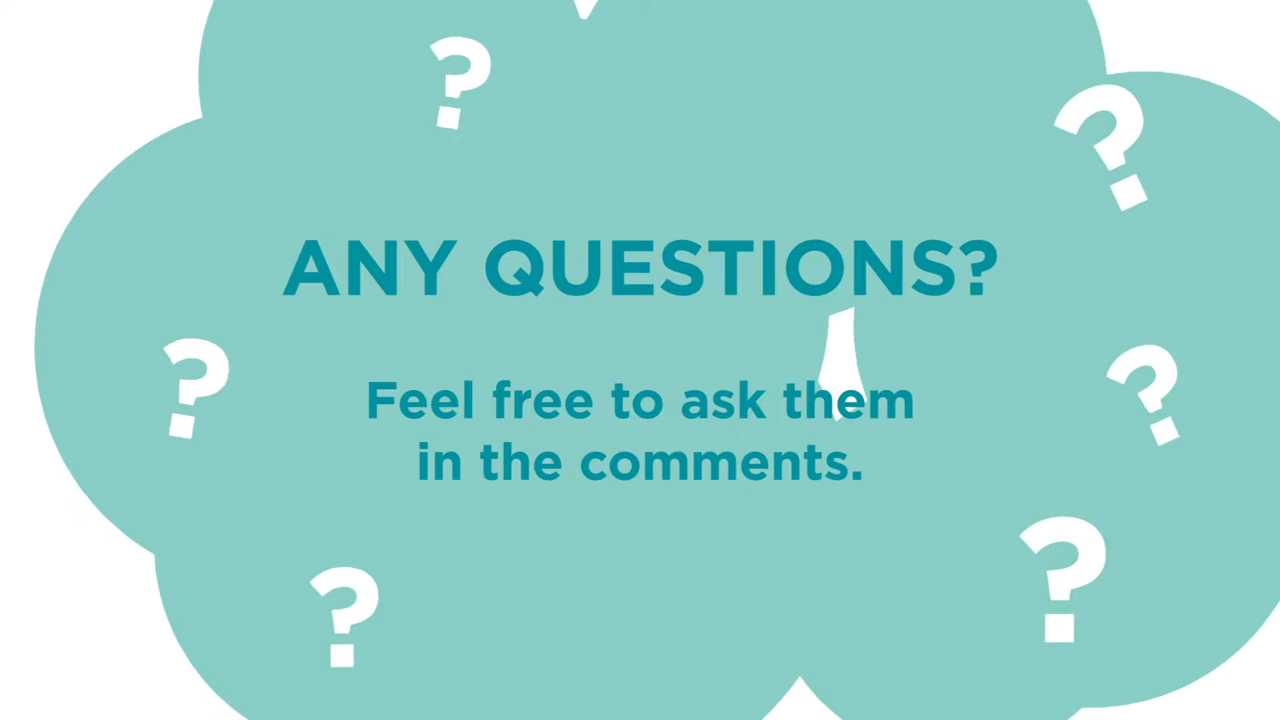 ANY QUESTIONS?
Feel free to ask them
in the comments.
?
?
?
?
?
?